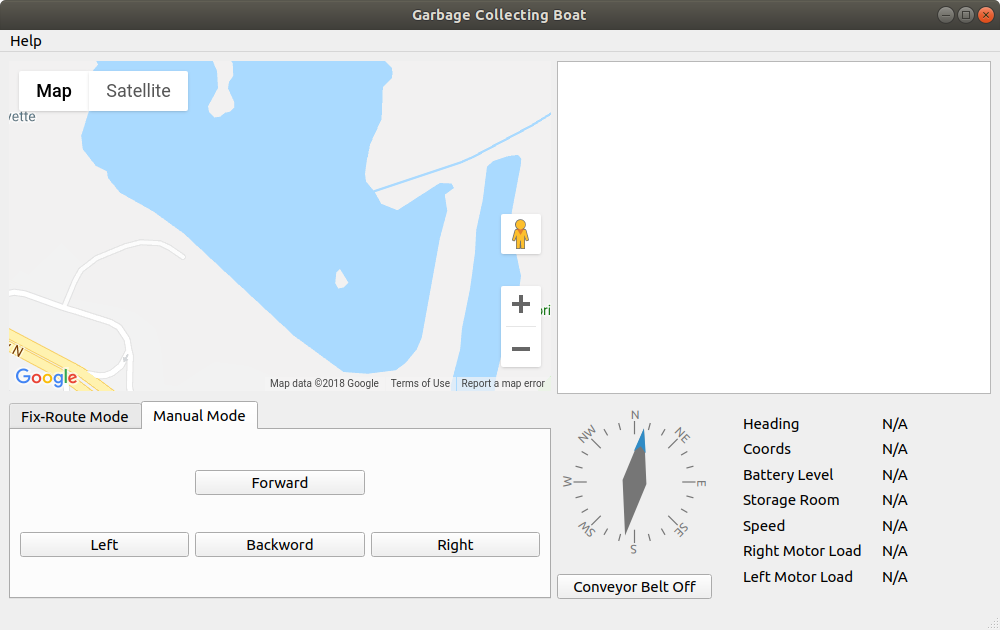 Garbage Collecting Boat
Help
Map Satellite
vette
N
Google
Map data ©2018 Google Terms of Use Report a map error
Fix-Route Mode Manual Mode
Forward
Left Backword Right
N
NW NE
W E
SW SE
S
Conveyor Belt Off
Heading N/A
Coords N/A
Battery Level N/A
Storage Room N/A
Speed N/A
Right Motor Load N/A
Left Motor Load N/A